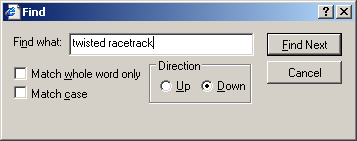 Find
Find what: twisted racetrack
Find Next
Match whole word only
Direction
Cancel
Match case
Up Down